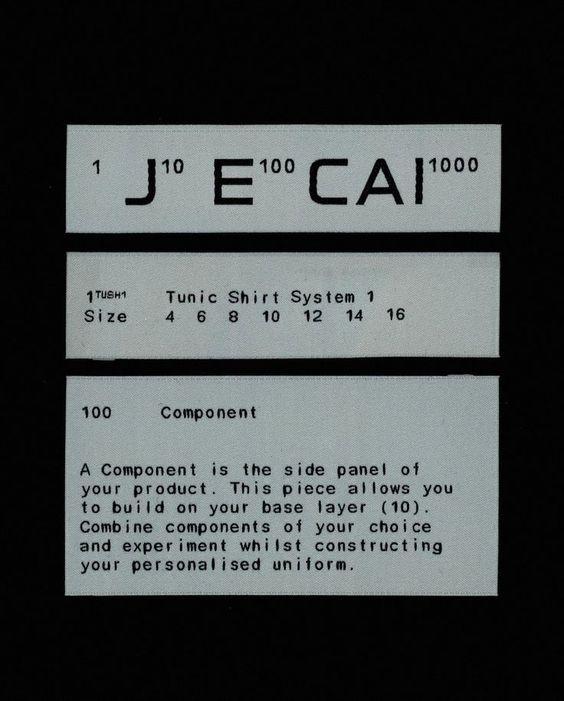 1 J10 E100 CAI1000
1TUSH1 Tunic Shirt System 1
Size 4 6 8 10 12 14 16
100 Component
A Component is the side panel of
your product. This piece allows you
to build on your base layer (10).
Combine components of your choice
and experiment whilst constructing
your personalised uniform.